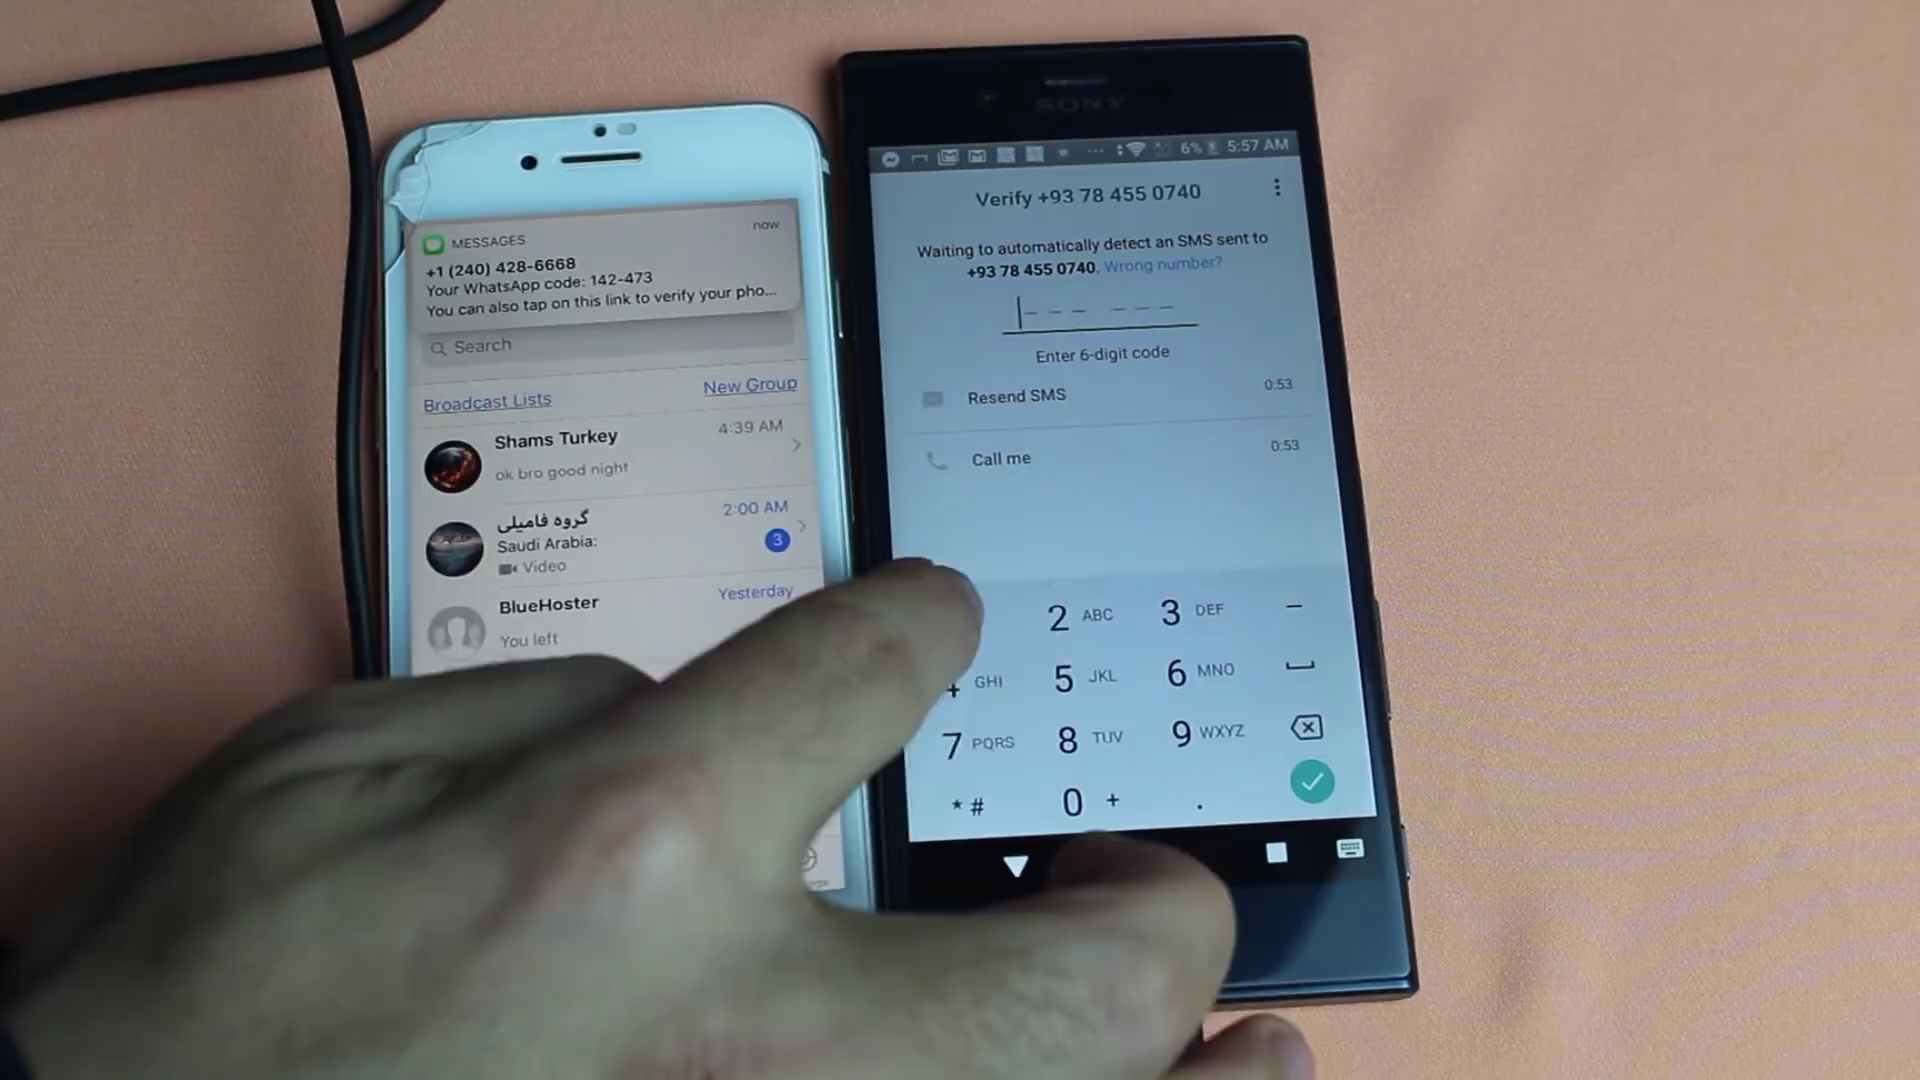 MESSAGES
now
+1 (240) 428-6668
Your WhatsApp code: 142-473
You can also tap on this link to verify your pho...
Search
Broadcast Lists
New Group
Shams Turkey
4:39 AM
ok bro good night
گروه فامیلی
2:00 AM
Saudi Arabia:
3
Video
BlueHoster
Yesterday
You left
SONY
6%
5:57 AM
Verify +93 78 455 0740
Waiting to automatically detect an SMS sent to
+93 78 455 0740. Wrong number?
Enter 6-digit code
Resend SMS
0:53
Call me
0:53
2 ABC
3 DEF
–
GHI
5 JKL
6 MNO
7 PQRS
8 TUV
9 WXYZ
* #
0 +
.